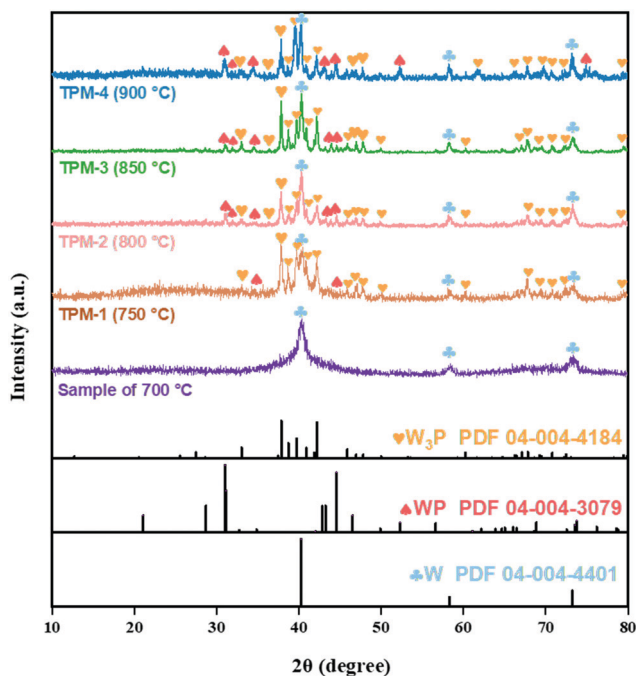 TPM-4 (900 °C)
TPM-3 (850 °C)
TPM-2 (800 °C)
TPM-1 (750 °C)
Sample of 700 °C
♥W₃P PDF 04-004-4184
♠WP PDF 04-004-3079
♣W PDF 04-004-4401
Intensity (a.u.)
10 20 30 40 50 60 70 80
2θ (degree)